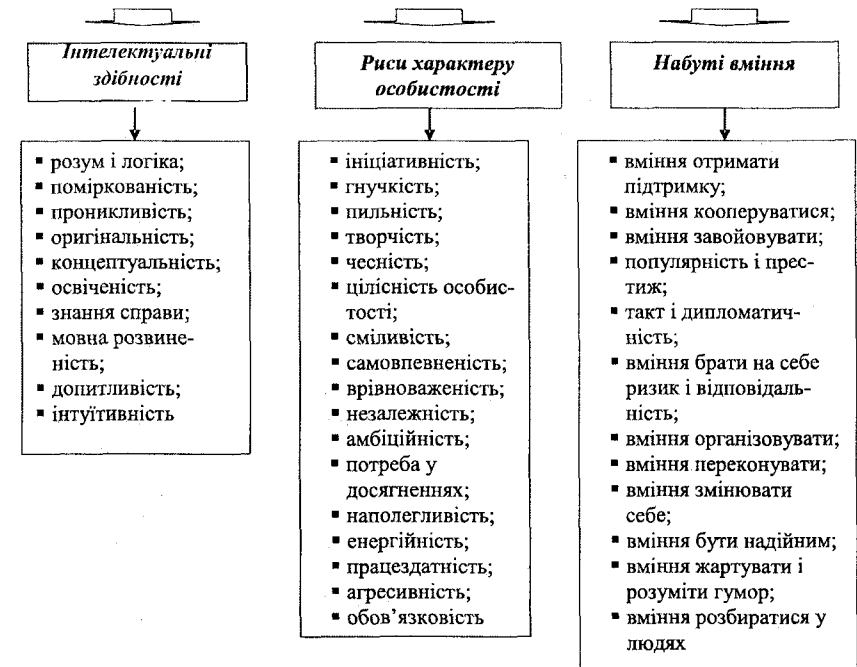 Інтелектуальні
здібності
▪ розум і логіка;
▪ поміркованість;
▪ проникливість;
▪ оригінальність;
▪ концептуальність;
▪ освіченість;
▪ знання справи;
▪ мовна розвине-
ність;
▪ допитливість;
▪ інтуїтивність
Риси характеру
особистості
▪ ініціативність;
▪ гнучкість;
▪ пильність;
▪ творчість;
▪ чесність;
▪ цілісність особис-
тості;
▪ сміливість;
▪ самовпевненість;
▪ врівноваженість;
▪ незалежність;
▪ амбіційність;
▪ потреба у
досягненнях;
▪ наполегливість;
▪ енергійність;
▪ працездатність;
▪ агресивність;
▪ обов’язковість
Набуті вміння
▪ вміння отримати
підтримку;
▪ вміння кооперуватися;
▪ вміння завойовувати;
▪ популярність і прес-
тиж;
▪ такт і дипломатич-
ність;
▪ вміння брати на себе
ризик і відповідаль-
ність;
▪ вміння організовувати;
▪ вміння переконувати;
▪ вміння змінювати
себе;
▪ вміння бути надійним;
▪ вміння жартувати і
розуміти гумор;
▪ вміння розбиратися у
людях